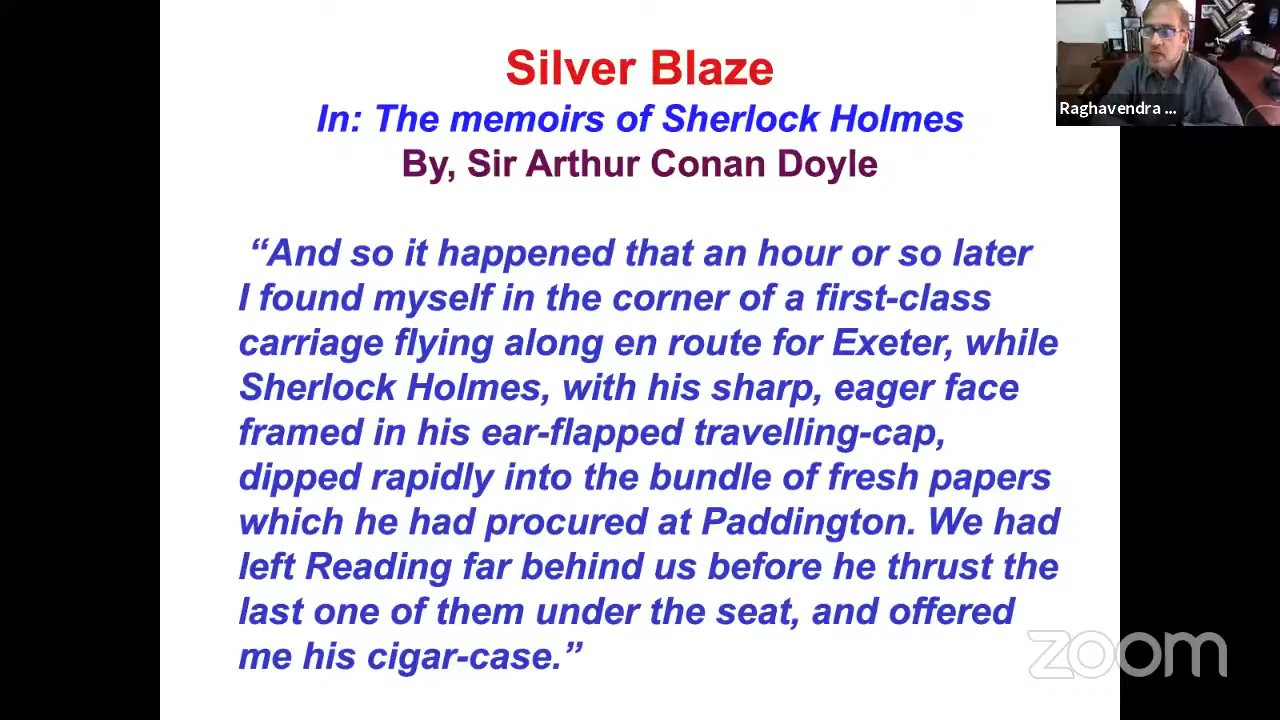 Silver Blaze
In: The memoirs of Sherlock Holmes
By, Sir Arthur Conan Doyle
“And so it happened that an hour or so later
I found myself in the corner of a first-class
carriage flying along en route for Exeter, while
Sherlock Holmes, with his sharp, eager face
framed in his ear-flapped travelling-cap,
dipped rapidly into the bundle of fresh papers
which he had procured at Paddington. We had
left Reading far behind us before he thrust the
last one of them under the seat, and offered
me his cigar-case.”
Raghavendra ...
zoom